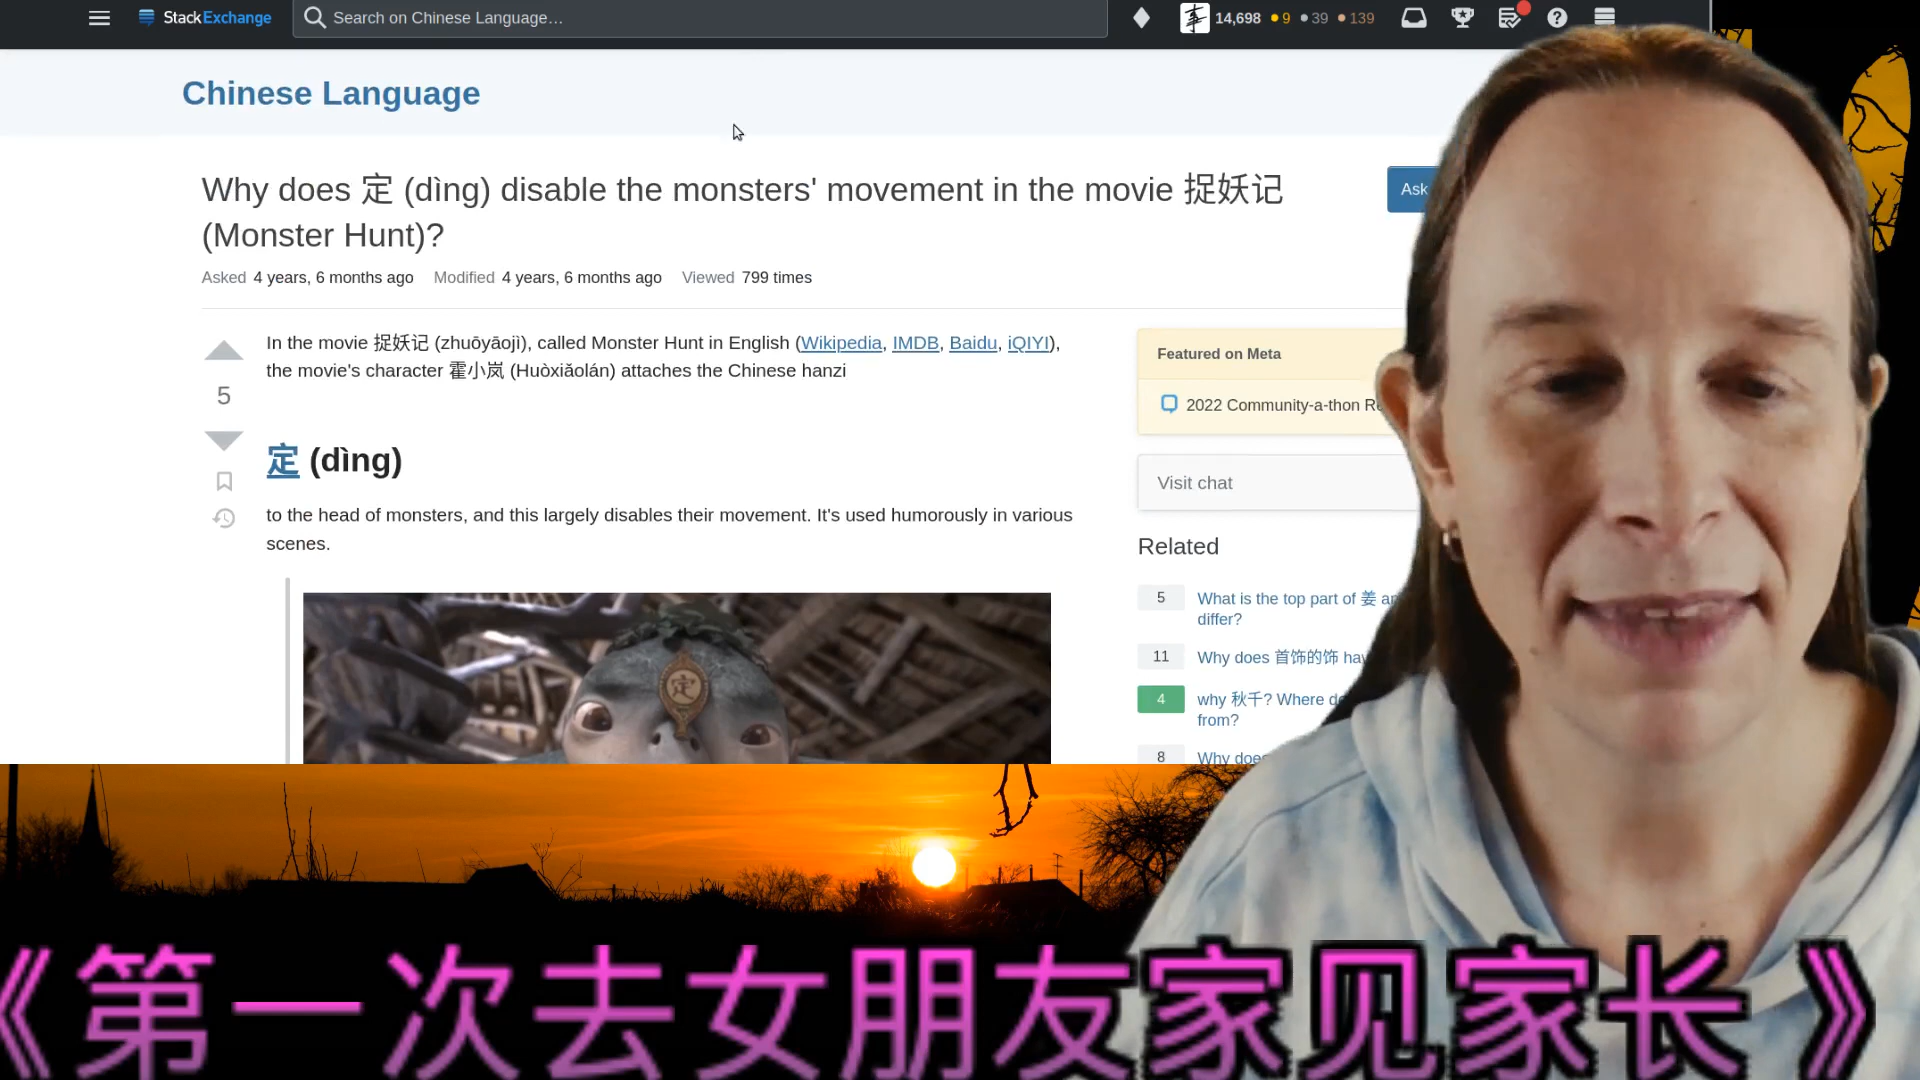 StackExchange
Search on Chinese Language…
14,698 9 39 139
Chinese Language
Why does 定 (dìng) disable the monsters' movement in the movie 捉妖记
(Monster Hunt)?
Ask
Asked 4 years, 6 months ago Modified 4 years, 6 months ago Viewed 799 times
5
In the movie 捉妖记 (zhuōyāojì), called Monster Hunt in English (Wikipedia, IMDB, Baidu, iQIYI),
the movie's character 霍小岚 (Huòxiǎolán) attaches the Chinese hanzi
定 (dìng)
to the head of monsters, and this largely disables their movement. It's used humorously in various
scenes.
定
Featured on Meta
2022 Community-a-thon
Visit chat
Related
5 What is the top part of 姜
differ?
11 Why does 首饰的饰
4 why 秋千? Where
from?
8 Why does
《第一次去女朋友家见家长》